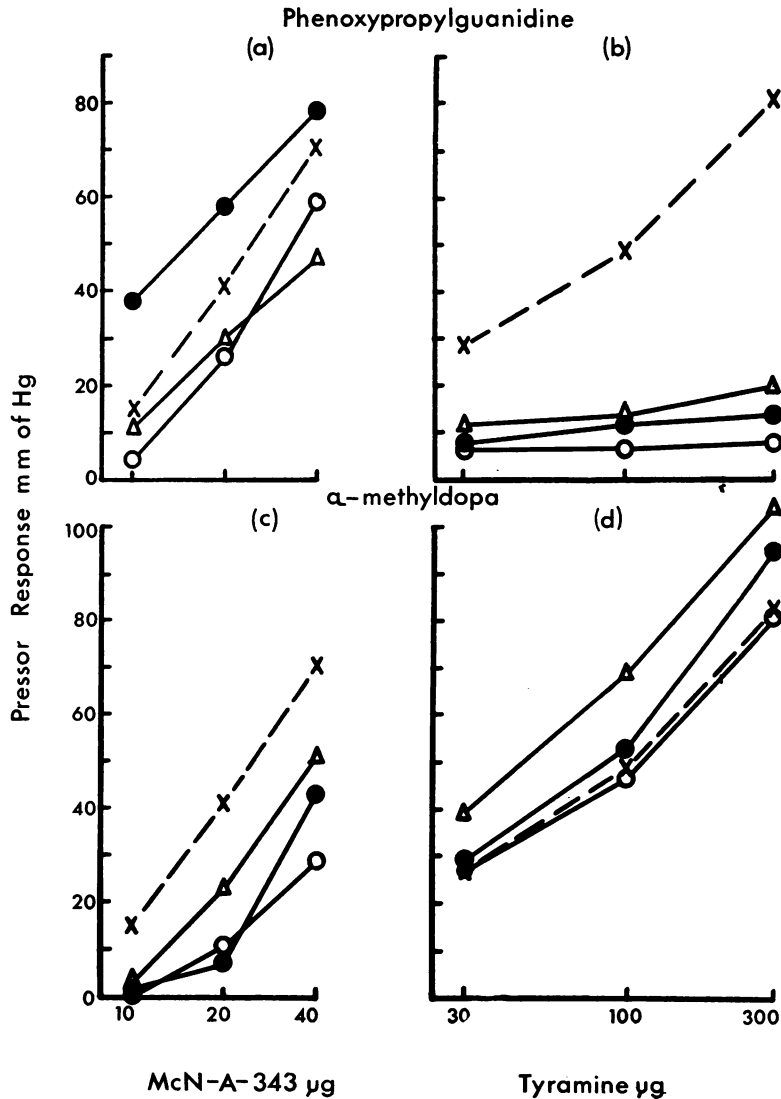 Phenoxypropylguanidine
(a)
(b)
80
60
40
20
0
α-methyldopa
(c)
(d)
100
80
60
40
20
0
10
20
40
30
100
300
Pressor Response mm of Hg
McN-A-343 μg
Tyramine μg